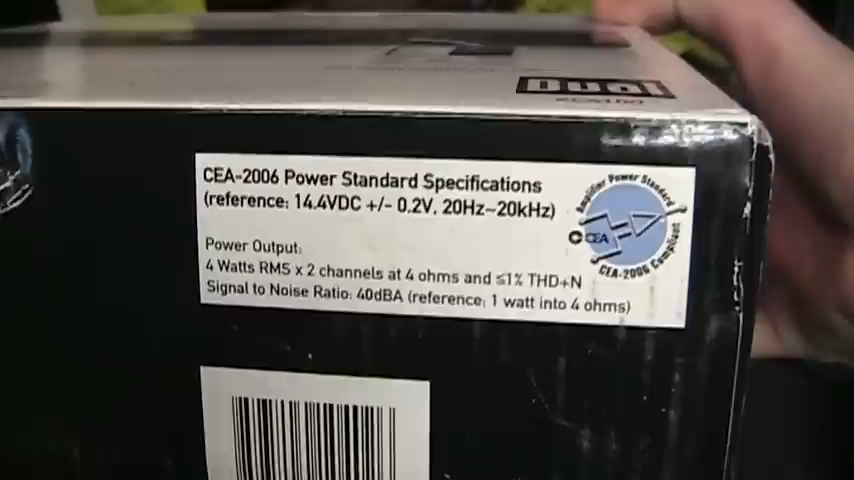 Dual
CEA-2006 Power Standard Specifications
(reference: 14.4VDC +/- 0.2V, 20Hz~20kHz)
Power Output:
4 Watts RMS x 2 channels at 4 ohms and ≤1% THD+N
Signal to Noise Ratio: 40dBA (reference: 1 watt into 4 ohms)
Amplifier Power Standard
CEA
CEA-2006 Compliant